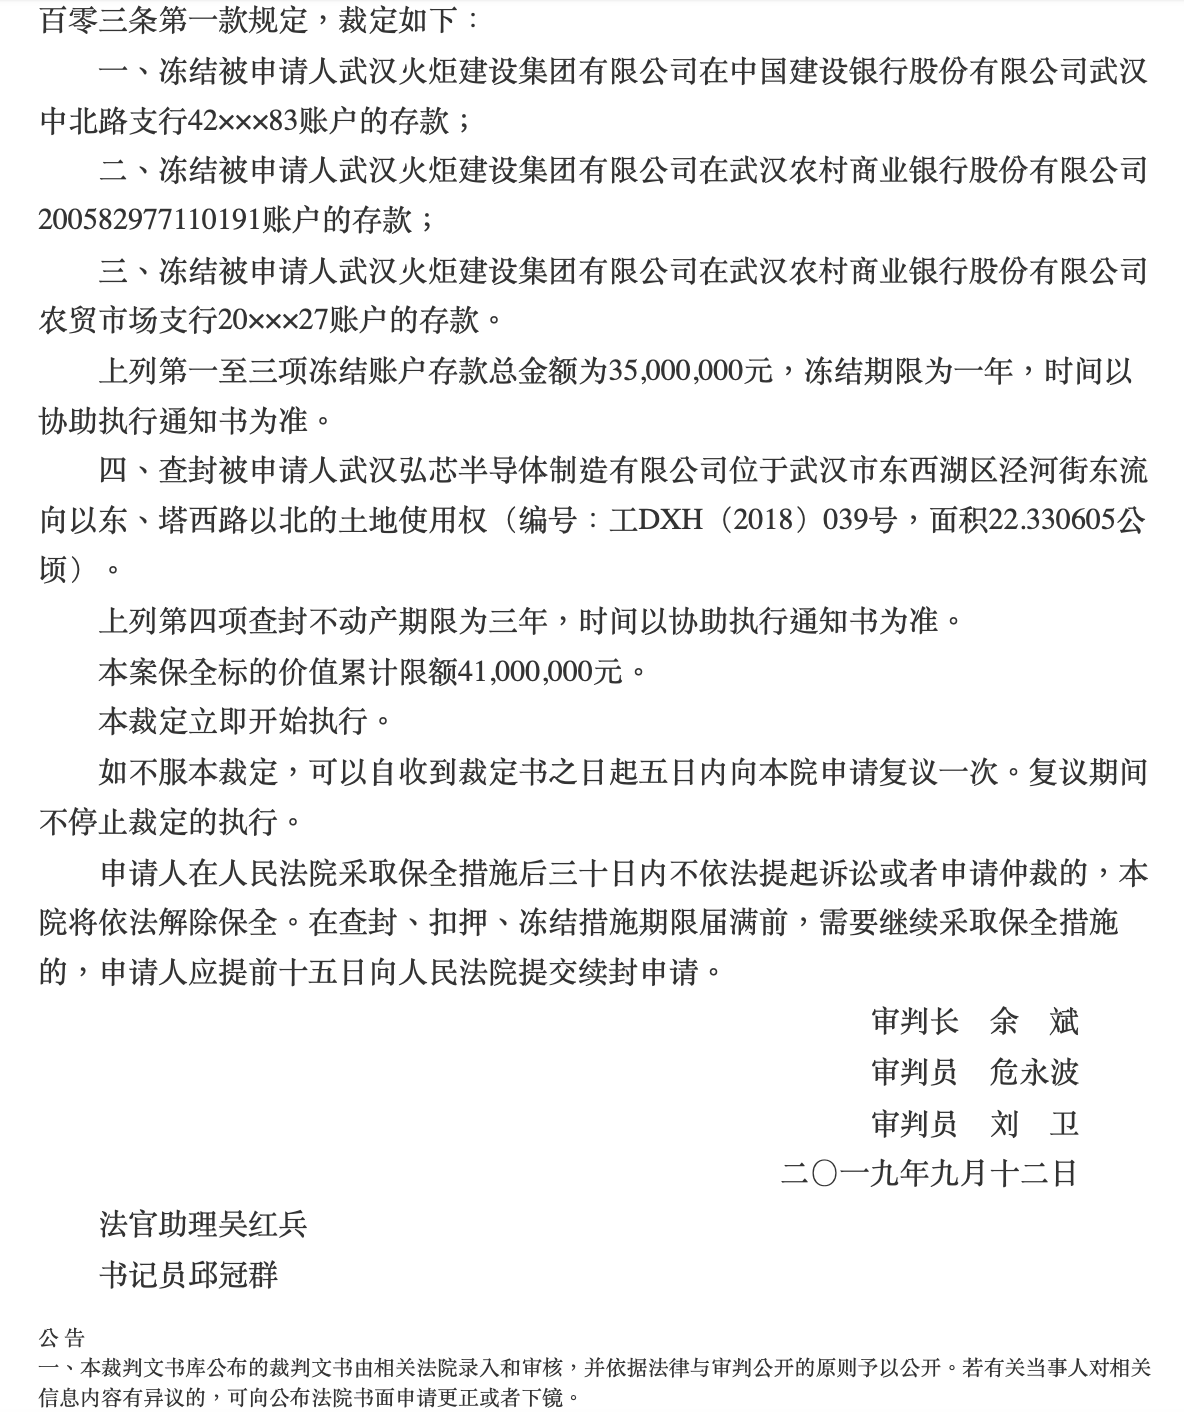 百零三条第一款规定，裁定如下：
一、冻结被申请人武汉火炬建设集团有限公司在中国建设银行股份有限公司武汉
中北路支行42×××83账户的存款；
二、冻结被申请人武汉火炬建设集团有限公司在武汉农村商业银行股份有限公司
200582977110191账户的存款；
三、冻结被申请人武汉火炬建设集团有限公司在武汉农村商业银行股份有限公司
农贸市场支行20×××27账户的存款。
上列第一至三项冻结账户存款总金额为35,000,000元，冻结期限为一年，时间以
协助执行通知书为准。
四、查封被申请人武汉弘芯半导体制造有限公司位于武汉市东西湖区泾河街东流
向以东、塔西路以北的土地使用权（编号：工DXH（2018）039号，面积22.330605公
顷）。
上列第四项查封不动产期限为三年，时间以协助执行通知书为准。
本案保全标的价值累计限额41,000,000元。
本裁定立即开始执行。
如不服本裁定，可以自收到裁定书之日起五日内向本院申请复议一次。复议期间
不停止裁定的执行。
申请人在人民法院采取保全措施后三十日内不依法提起诉讼或者申请仲裁的，本
院将依法解除保全。在查封、扣押、冻结措施期限届满前，需要继续采取保全措施
的，申请人应提前十五日向人民法院提交续封申请。
审判长　余　斌
审判员　危永波
审判员　刘　卫
二〇一九年九月十二日
法官助理吴红兵
书记员邱冠群
公 告
一、本裁判文书库公布的裁判文书由相关法院录入和审核，并依据法律与审判公开的原则予以公开。若有关当事人对相关
信息内容有异议的，可向公布法院书面申请更正或者下镜。